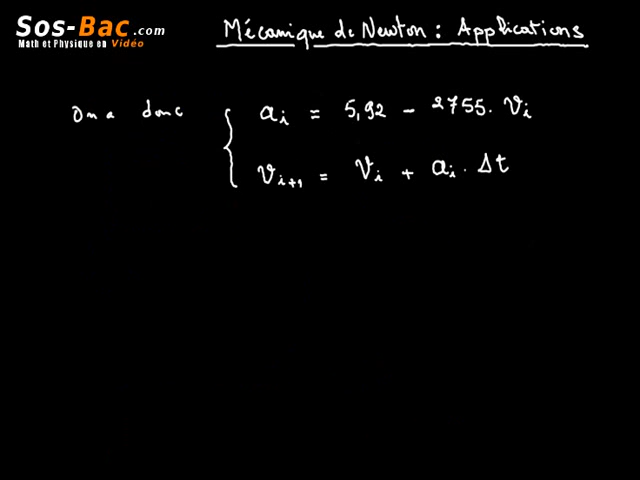 Sos-Bac.com
Math et Physique en Vidéo
Mécanique de Newton : Applications
On a donc { ai = 5,92 - 2755. Vi
Vi+1 = Vi + ai . Δt